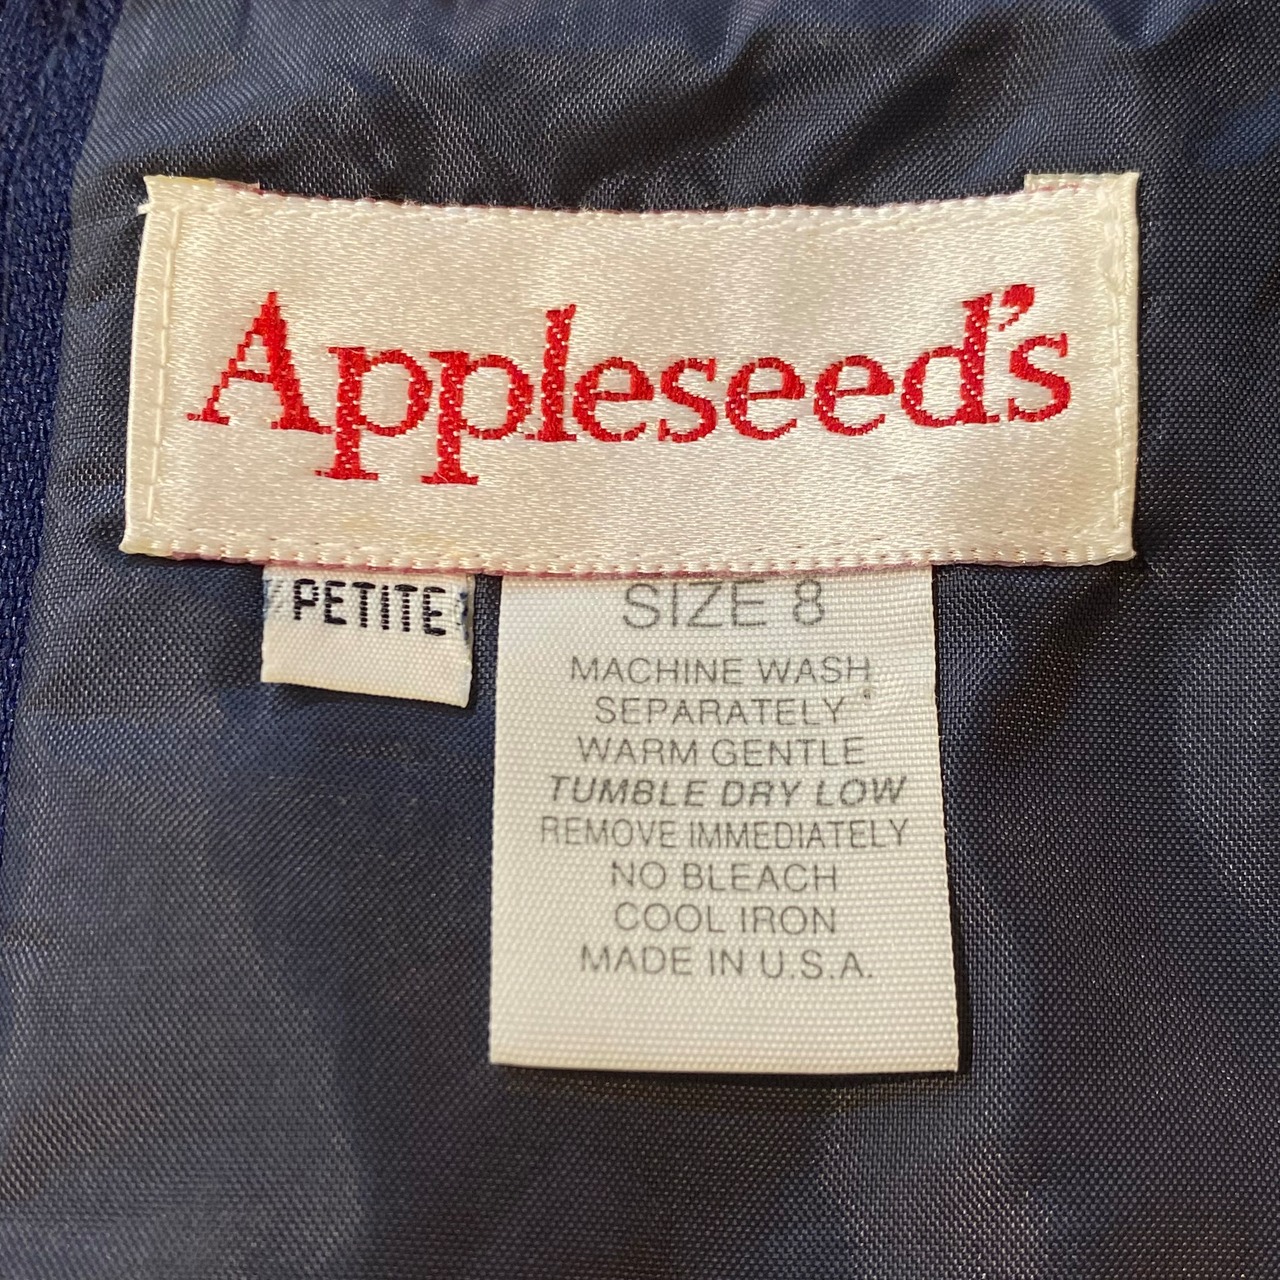 Appleseed's
PETITE
SIZE 8
MACHINE WASH
SEPARATELY
WARM GENTLE
TUMBLE DRY LOW
REMOVE IMMEDIATELY
NO BLEACH
COOL IRON
MADE IN U.S.A.